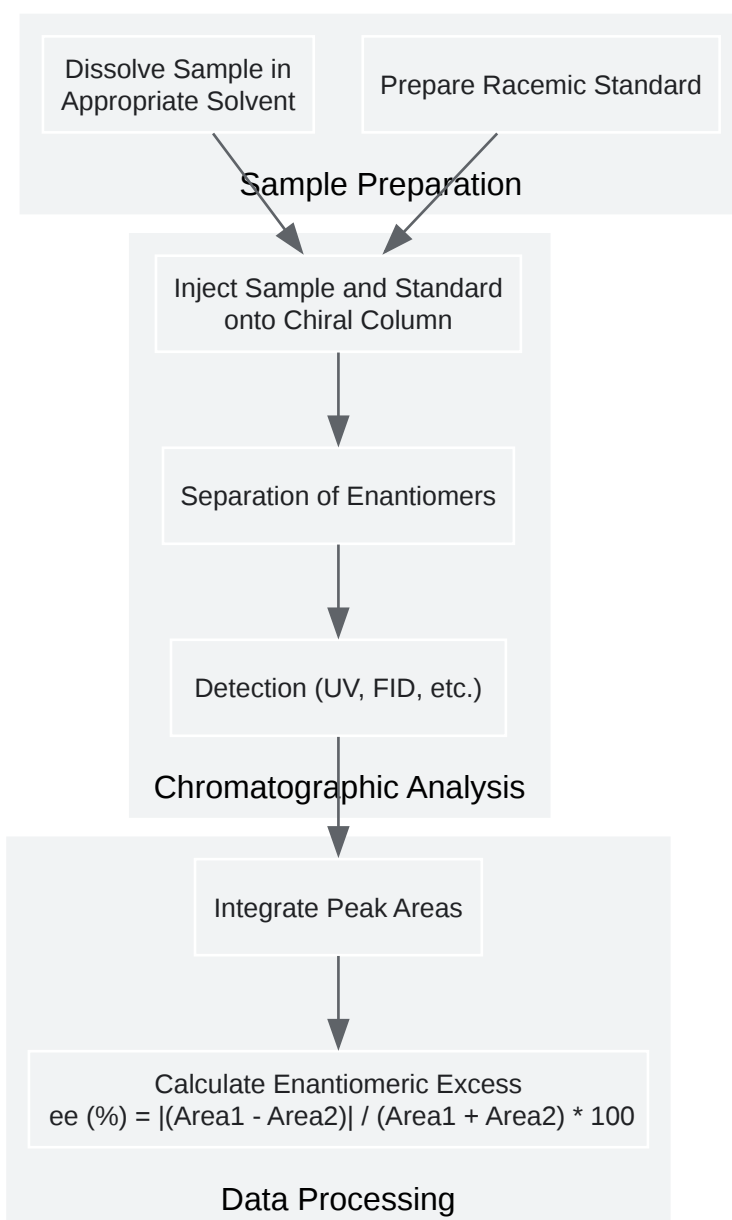 Dissolve Sample in
Appropriate Solvent
Prepare Racemic Standard
Sample Preparation
Inject Sample and Standard
onto Chiral Column
Separation of Enantiomers
Detection (UV, FID, etc.)
Chromatographic Analysis
Integrate Peak Areas
Calculate Enantiomeric Excess
ee (%) = |(Area1 - Area2)| / (Area1 + Area2) * 100
Data Processing